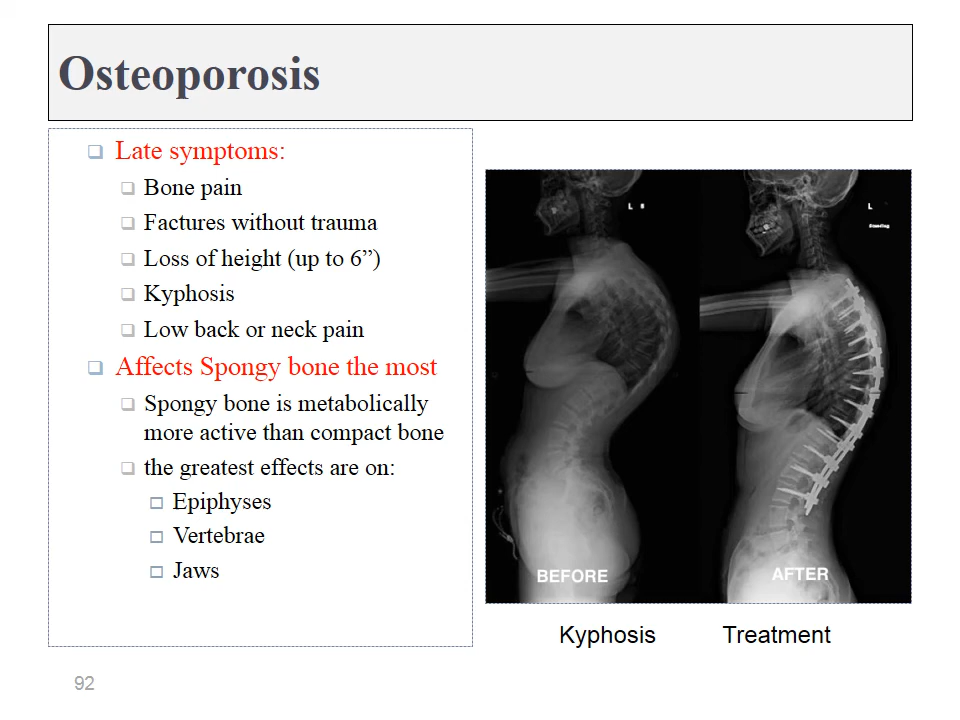 Osteoporosis
Late symptoms:
Bone pain
Factures without trauma
Loss of height (up to 6”)
Kyphosis
Low back or neck pain
Affects Spongy bone the most
Spongy bone is metabolically
more active than compact bone
the greatest effects are on:
Epiphyses
Vertebrae
Jaws
L
L
Standing
BEFORE
AFTER
Kyphosis
Treatment
92